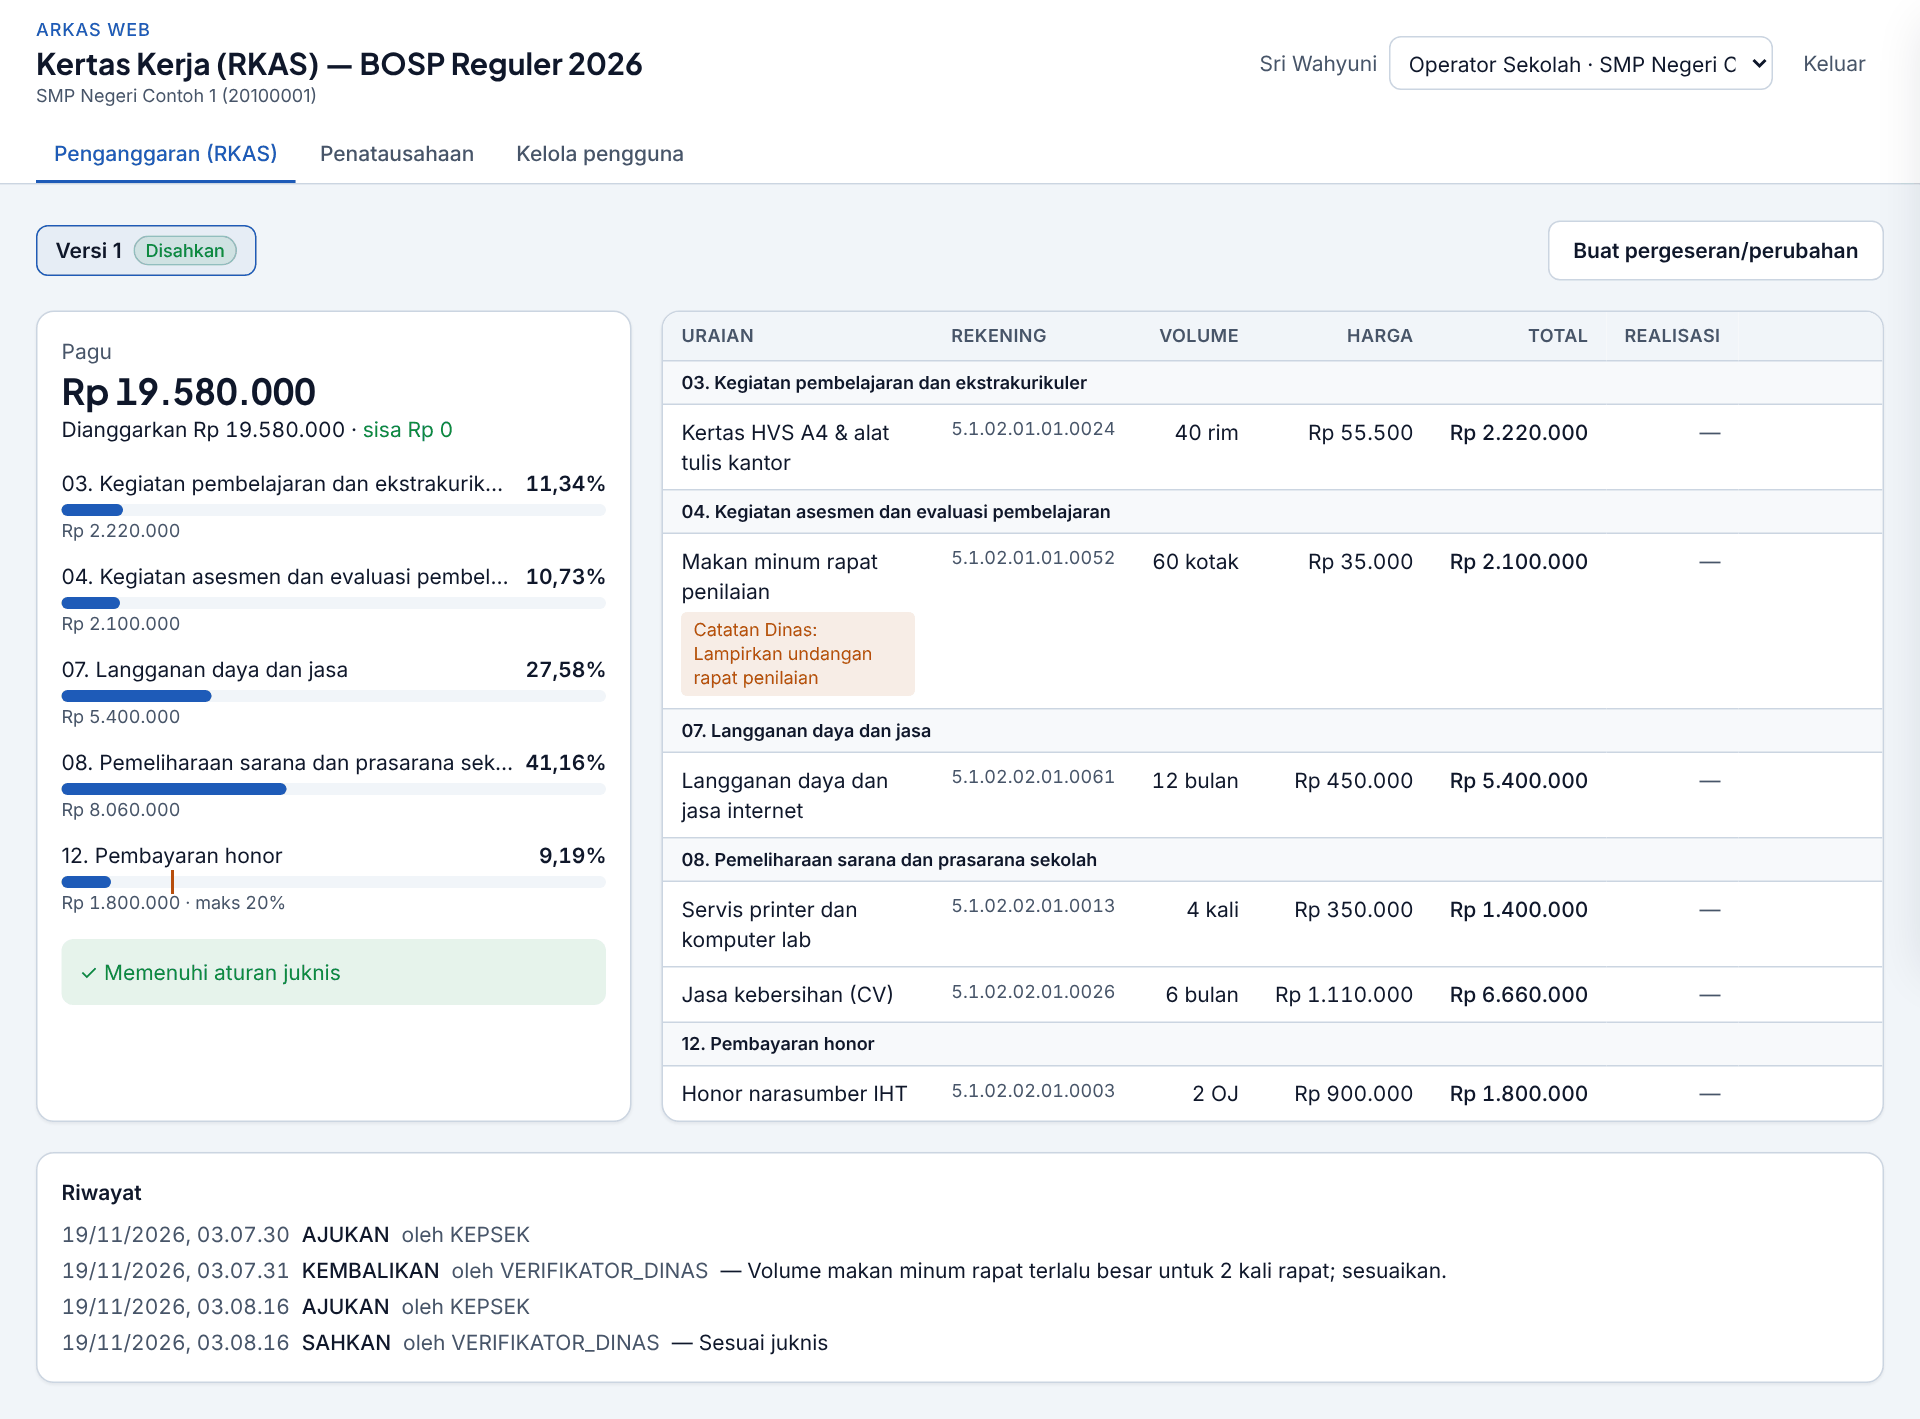 ARKAS WEB
Kertas Kerja (RKAS) — BOSP Reguler 2026
SMP Negeri Contoh 1 (20100001)
Sri Wahyuni
Operator Sekolah · SMP Negeri C
Keluar
Penganggaran (RKAS)
Penatausahaan
Kelola pengguna
Versi 1 Disahkan
Buat pergeseran/perubahan
Pagu
Rp 19.580.000
Dianggarkan Rp 19.580.000 · sisa Rp 0
03. Kegiatan pembelajaran dan ekstrakurik... 11,34%
Rp 2.220.000
04. Kegiatan asesmen dan evaluasi pembel... 10,73%
Rp 2.100.000
07. Langganan daya dan jasa 27,58%
Rp 5.400.000
08. Pemeliharaan sarana dan prasarana sek... 41,16%
Rp 8.060.000
12. Pembayaran honor 9,19%
Rp 1.800.000 · maks 20%
✓ Memenuhi aturan juknis
URAIAN REKENING VOLUME HARGA TOTAL REALISASI
03. Kegiatan pembelajaran dan ekstrakurikuler
Kertas HVS A4 & alat 5.1.02.01.01.0024 40 rim Rp 55.500 Rp 2.220.000 —
tulis kantor
04. Kegiatan asesmen dan evaluasi pembelajaran
Makan minum rapat 5.1.02.01.01.0052 60 kotak Rp 35.000 Rp 2.100.000 —
penilaian
Catatan Dinas:
Lampirkan undangan
rapat penilaian
07. Langganan daya dan jasa
Langganan daya dan 5.1.02.02.01.0061 12 bulan Rp 450.000 Rp 5.400.000 —
jasa internet
08. Pemeliharaan sarana dan prasarana sekolah
Servis printer dan 5.1.02.02.01.0013 4 kali Rp 350.000 Rp 1.400.000 —
komputer lab
Jasa kebersihan (CV) 5.1.02.02.01.0026 6 bulan Rp 1.110.000 Rp 6.660.000 —
12. Pembayaran honor
Honor narasumber IHT 5.1.02.02.01.0003 2 OJ Rp 900.000 Rp 1.800.000 —
Riwayat
19/11/2026, 03.07.30 AJUKAN oleh KEPSEK
19/11/2026, 03.07.31 KEMBALIKAN oleh VERIFIKATOR_DINAS — Volume makan minum rapat terlalu besar untuk 2 kali rapat; sesuaikan.
19/11/2026, 03.08.16 AJUKAN oleh KEPSEK
19/11/2026, 03.08.16 SAHKAN oleh VERIFIKATOR_DINAS — Sesuai juknis